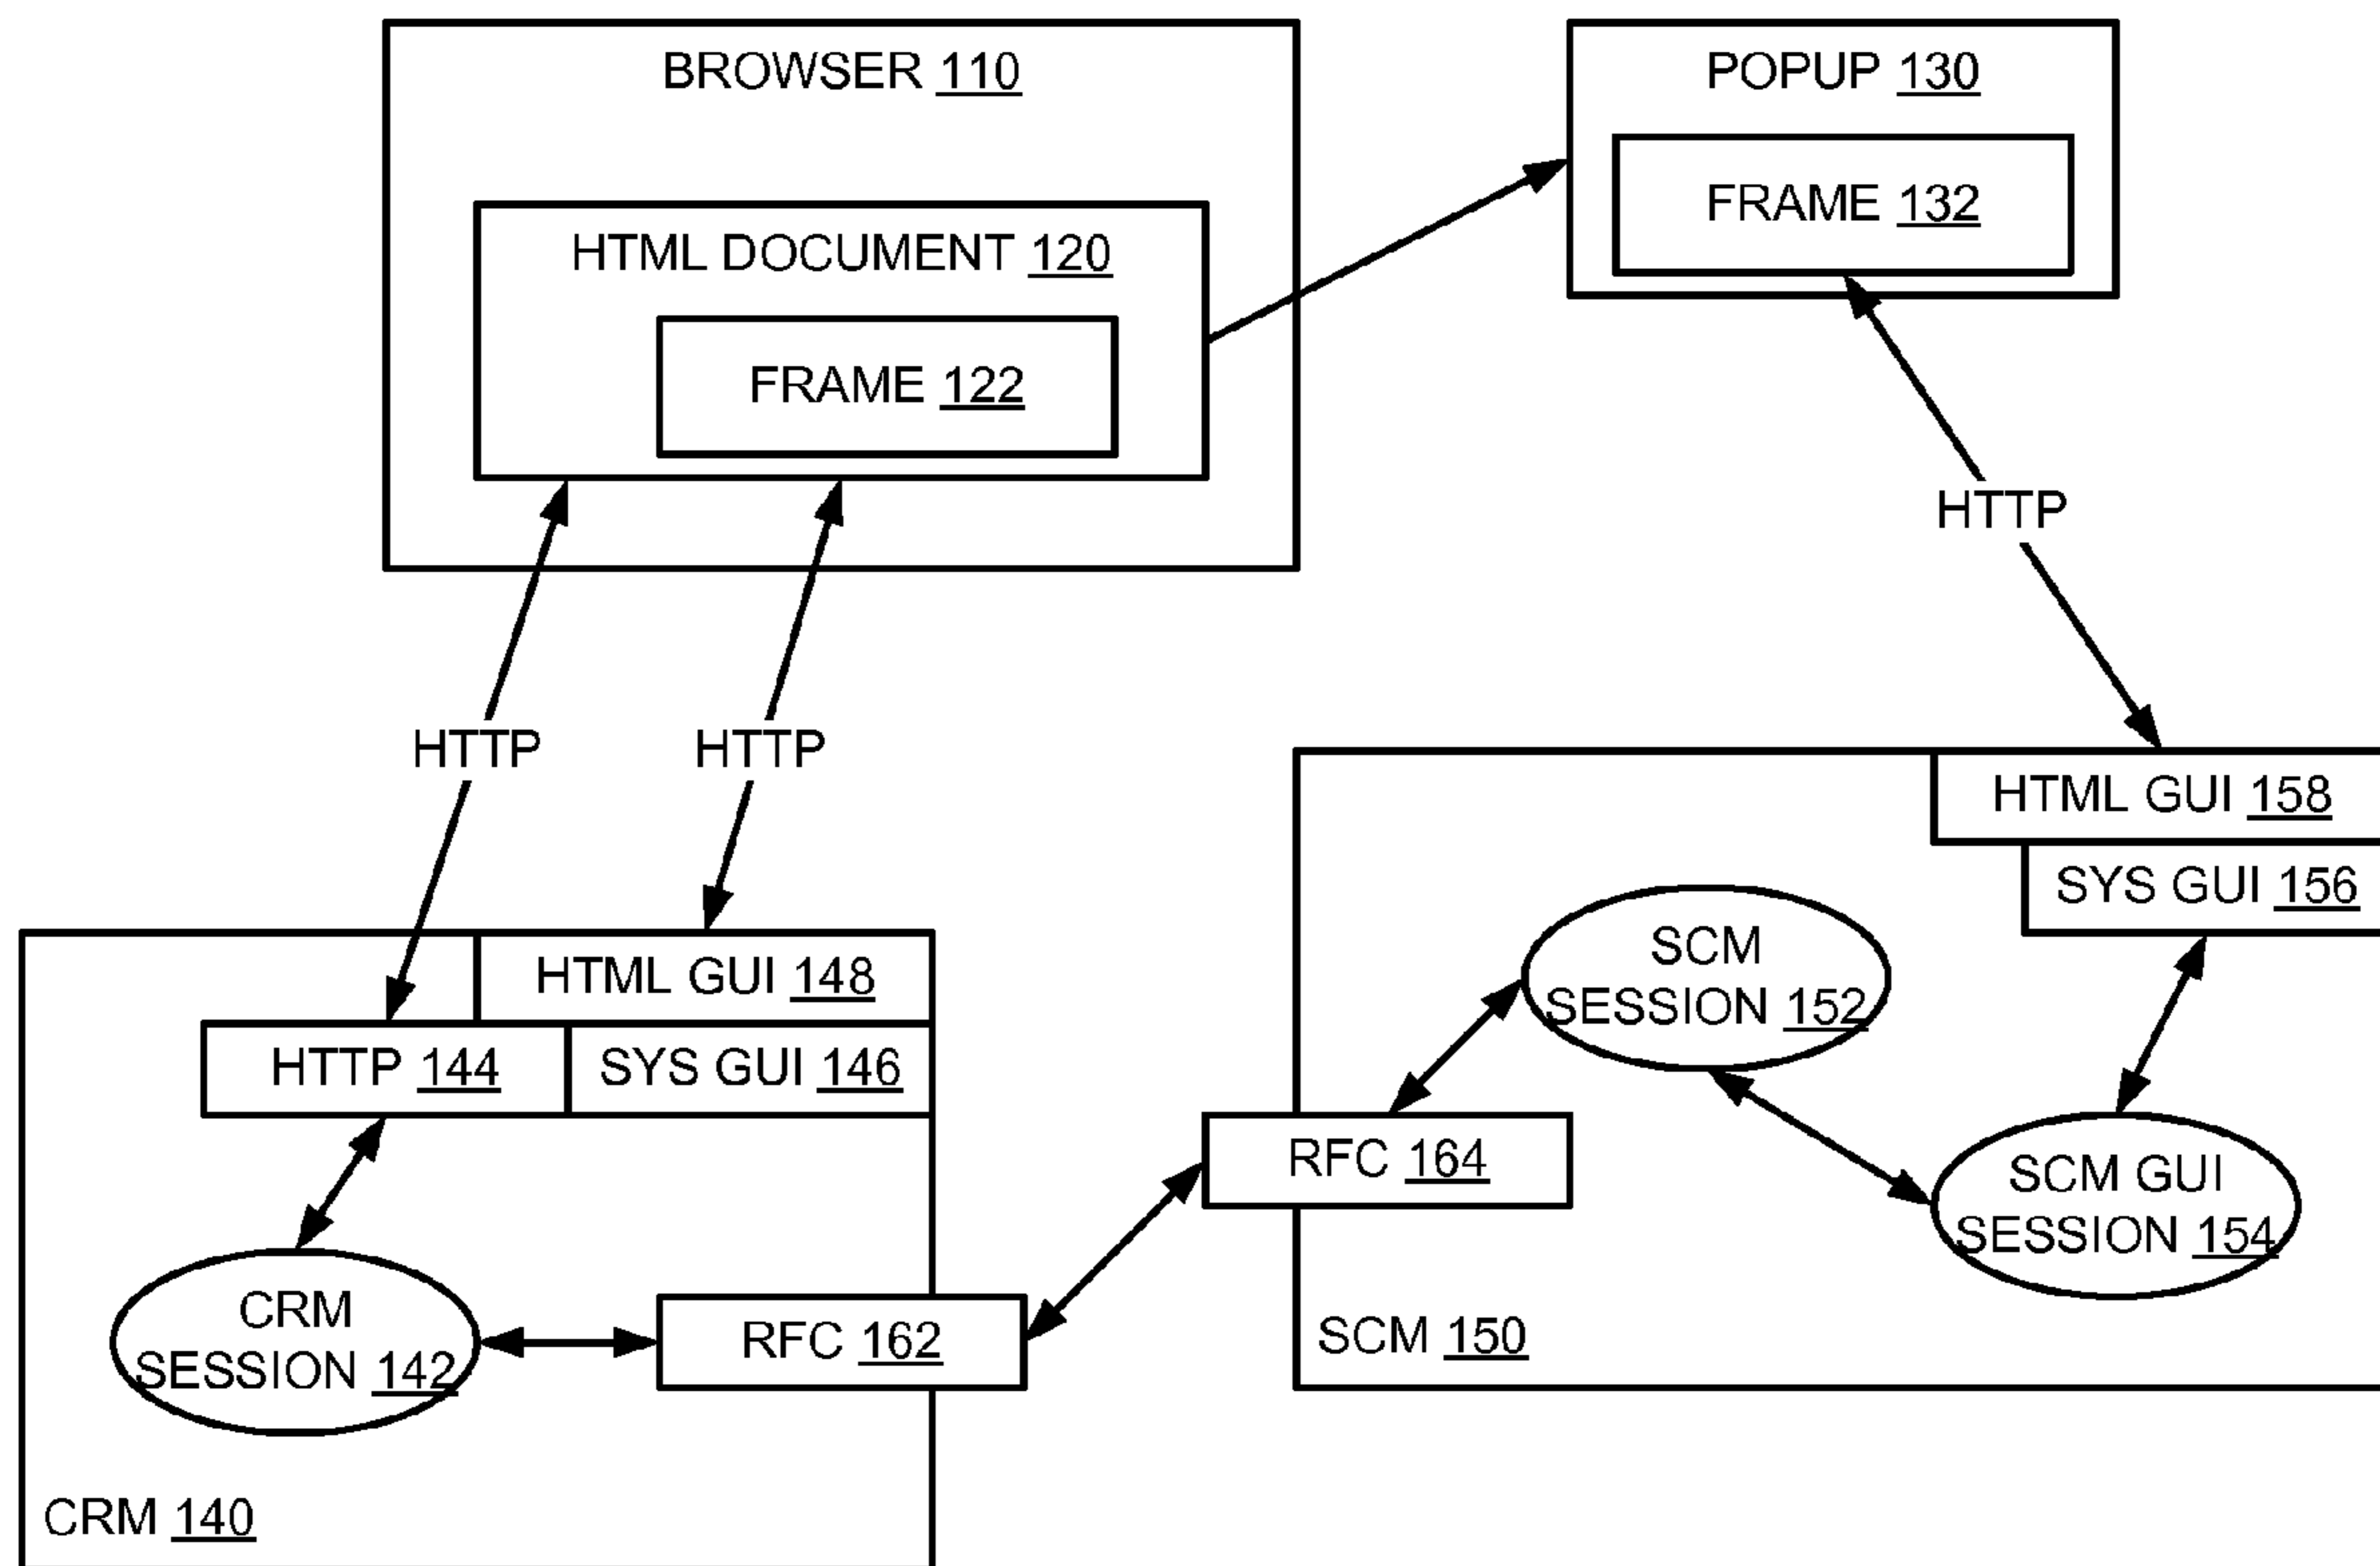 BROWSER 110
POPUP 130
FRAME 132
HTML DOCUMENT 120
FRAME 122
HTTP
HTTP
HTTP
HTML GUI 158
SYS GUI 156
SCM
SESSION 152
HTML GUI 148
HTTP 144
SYS GUI 146
RFC 164
SCM GUI
SESSION 154
CRM
SESSION 142
RFC 162
SCM 150
CRM 140